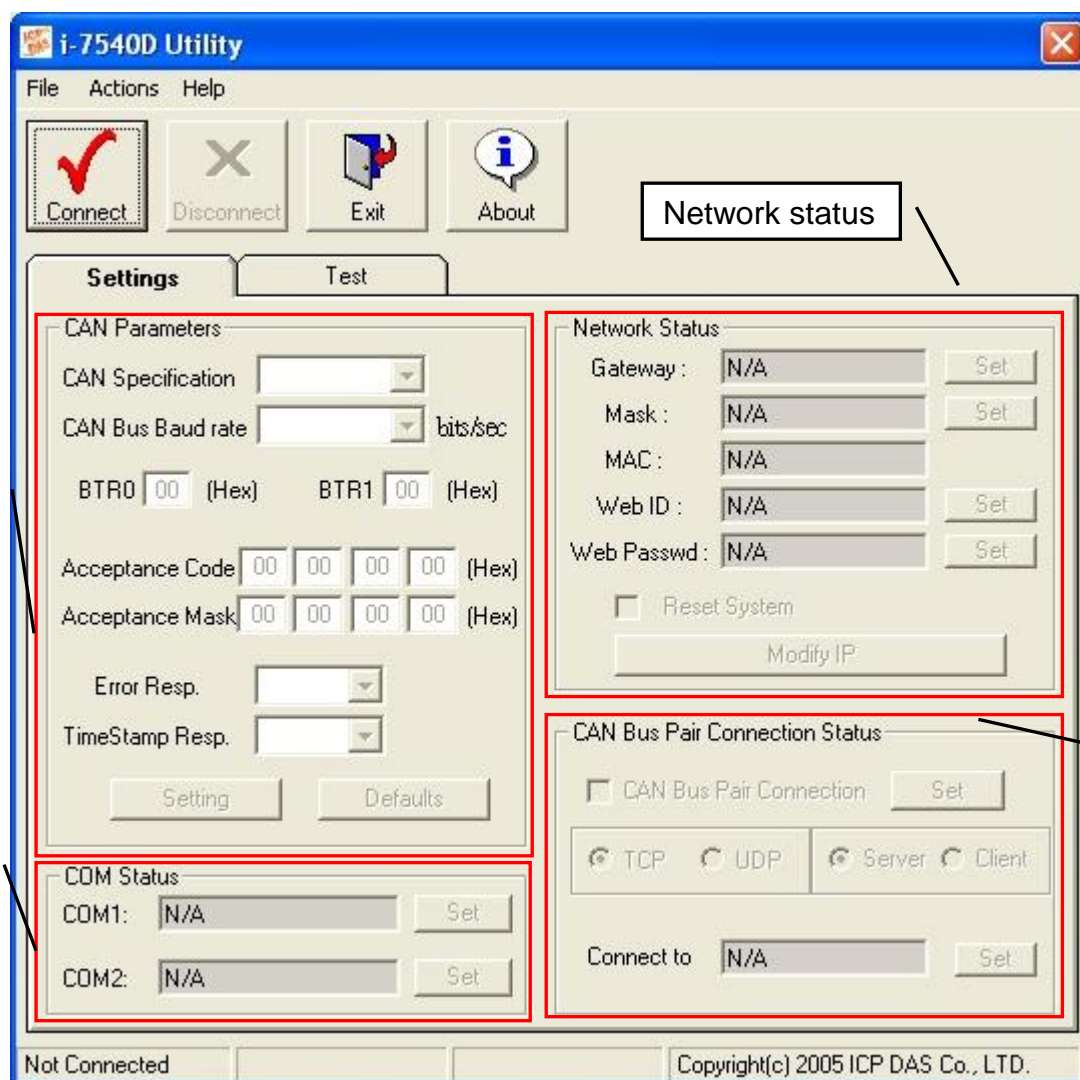 ICP DAS i-7540D Utility
File Actions Help
Connect Disconnect Exit About
Network status
Settings Test
CAN Parameters
CAN Specification
CAN Bus Baud rate bits/sec
BTR0 00 (Hex) BTR1 00 (Hex)
Acceptance Code 00 00 00 00 (Hex)
Acceptance Mask 00 00 00 00 (Hex)
Error Resp.
TimeStamp Resp.
Setting Defaults
COM Status
COM1: N/A Set
COM2: N/A Set
Network Status
Gateway : N/A Set
Mask : N/A Set
MAC : N/A
Web ID : N/A Set
Web Passwd : N/A Set
Reset System
Modify IP
CAN Bus Pair Connection Status
CAN Bus Pair Connection Set
TCP UDP Server Client
Connect to N/A Set
Not Connected Copyright(c) 2005 ICP DAS Co., LTD.